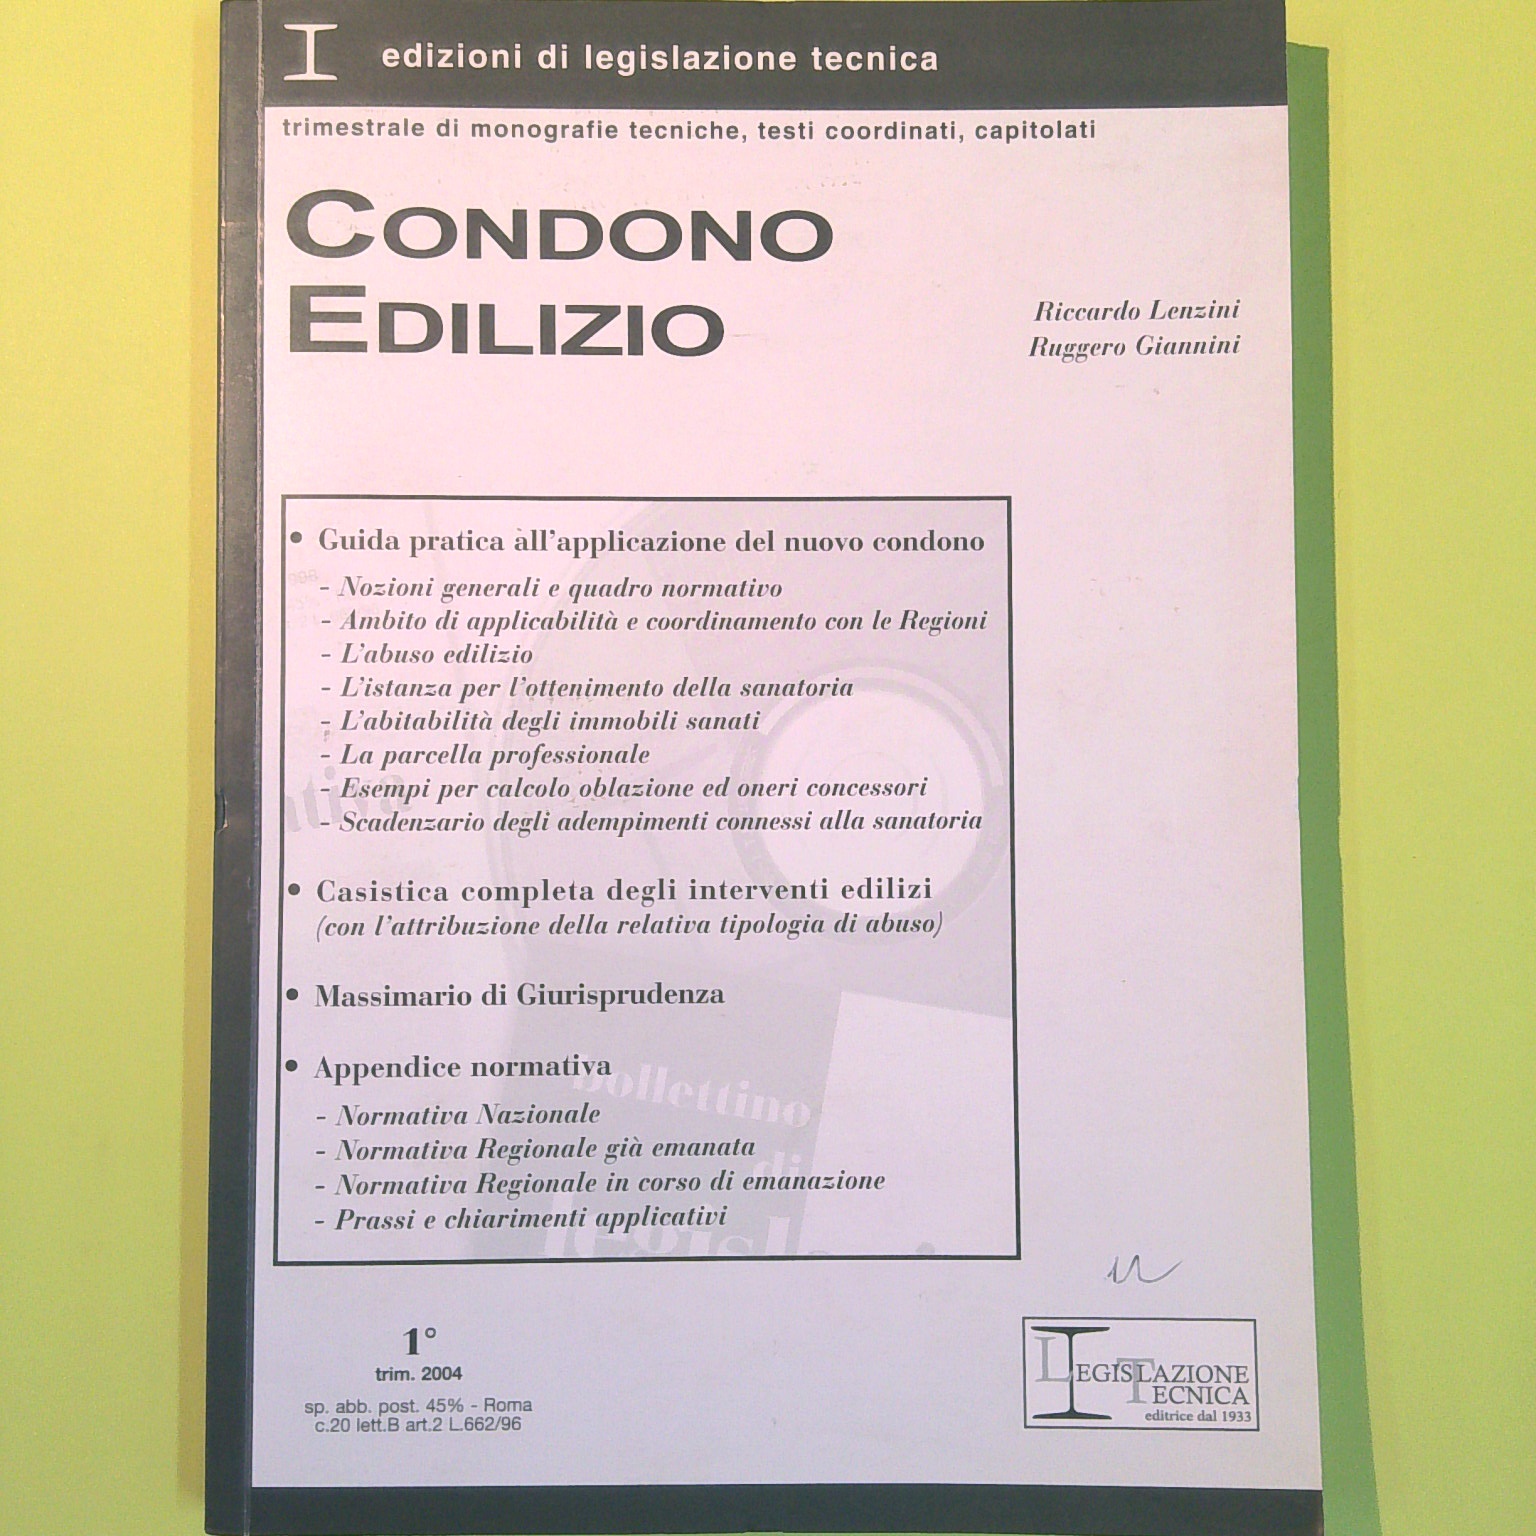 edizioni di legislazione tecnica
trimestrale di monografie tecniche, testi coordinati, capitolati
CONDONO
EDILIZIO
Riccardo Lenzini
Ruggero Giannini
• Guida pratica all'applicazione del nuovo condono
- Nozioni generali e quadro normativo
- Ambito di applicabilità e coordinamento con le Regioni
- L'abuso edilizio
- L'istanza per l'ottenimento della sanatoria
- L'abitabilità degli immobili sanati
- La parcella professionale
- Esempi per calcolo oblazione ed oneri concessori
- Scadenzario degli adempimenti connessi alla sanatoria
• Casistica completa degli interventi edilizi
(con l'attribuzione della relativa tipologia di abuso)
• Massimario di Giurisprudenza
• Appendice normativa
- Normativa Nazionale
- Normativa Regionale già emanata
- Normativa Regionale in corso di emanazione
- Prassi e chiarimenti applicativi
bollettino
di
1°
trim. 2004
sp. abb. post. 45% - Roma
c.20 lett.B art.2 L.662/96
LEGISLAZIONE
TECNICA
editrice dal 1933